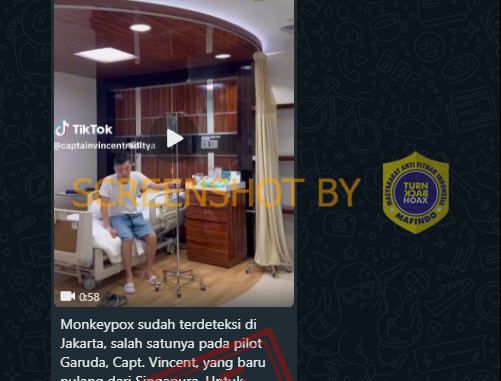 TikTok
@captainvincentraditya
SCREENSHOT BY
MASYARAKAT ANTI FITNAH INDONESIA
TURN
BACK
HOAX
MAFINDO
0:58
Monkeypox sudah terdeteksi di
Jakarta, salah satunya pada pilot
Garuda, Capt. Vincent, yang baru
pulang dari Singapura. Untuk